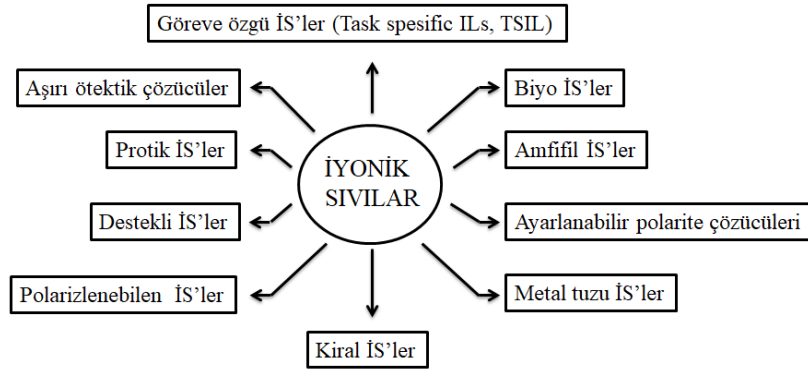 Göreve özgü İS’ler (Task spesific ILs, TSIL)
Aşırı ötektik çözücüler
Biyo İS’ler
Protik İS’ler
Amfifil İS’ler
İYONİK
SIVILAR
Destekli İS’ler
Ayarlanabilir polarite çözücüleri
Polarizlenebilen İS’ler
Metal tuzu İS’ler
Kiral İS’ler